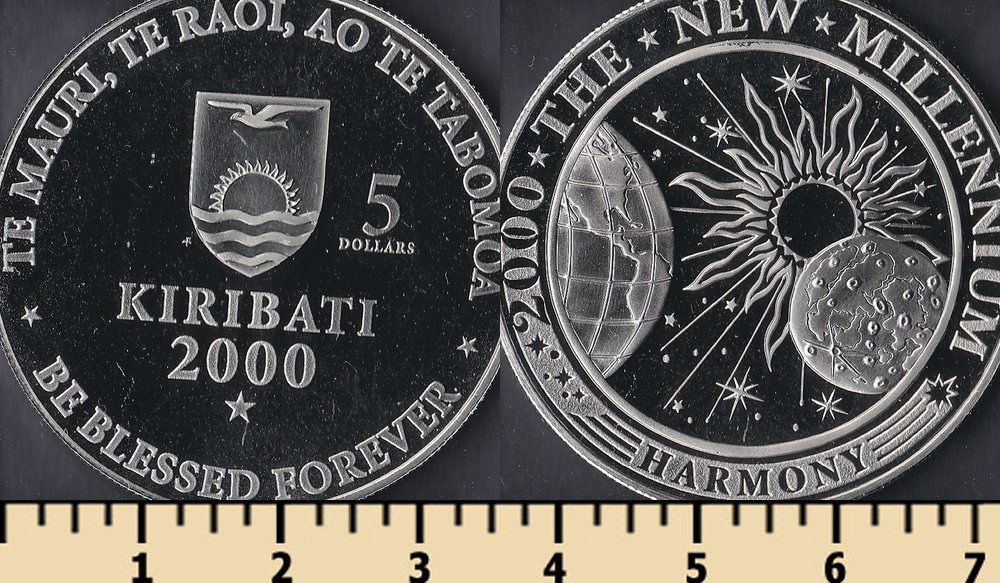 TE MAURI, TE RAOI, AO TE TABOMOA
5
DOLLARS
KIRIBATI
2000
BE BLESSED FOREVER
2000 THE NEW MILLENNIUM
HARMONY
1 2 3 4 5 6 7